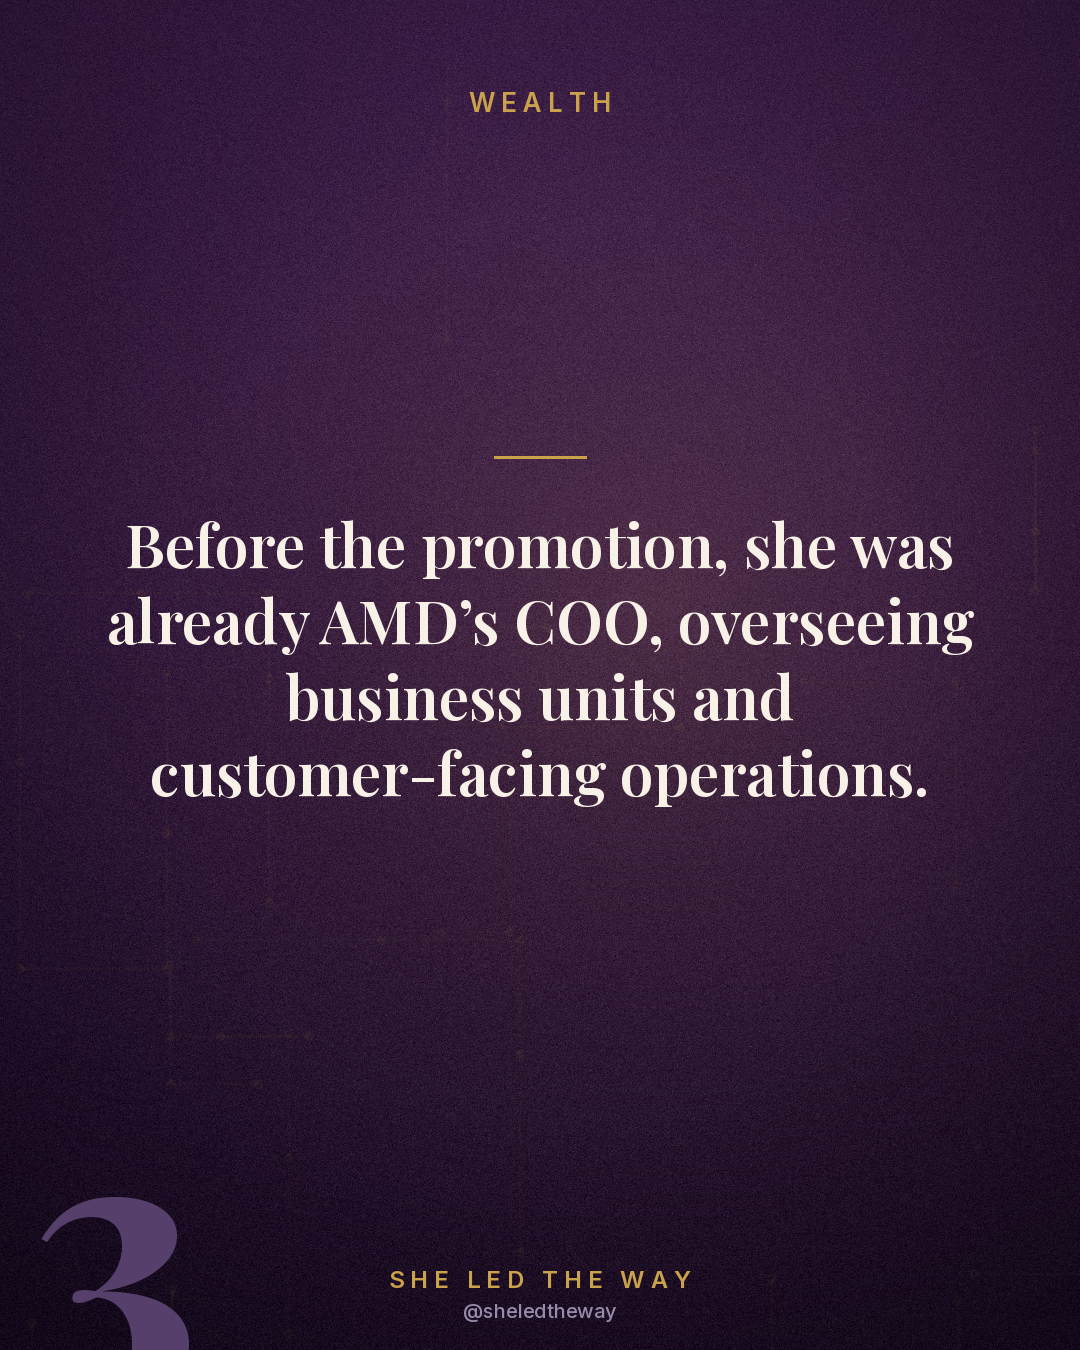 WEALTH
Before the promotion, she was
already AMD’s COO, overseeing
business units and
customer-facing operations.
3
SHE LED THE WAY
@sheledtheway